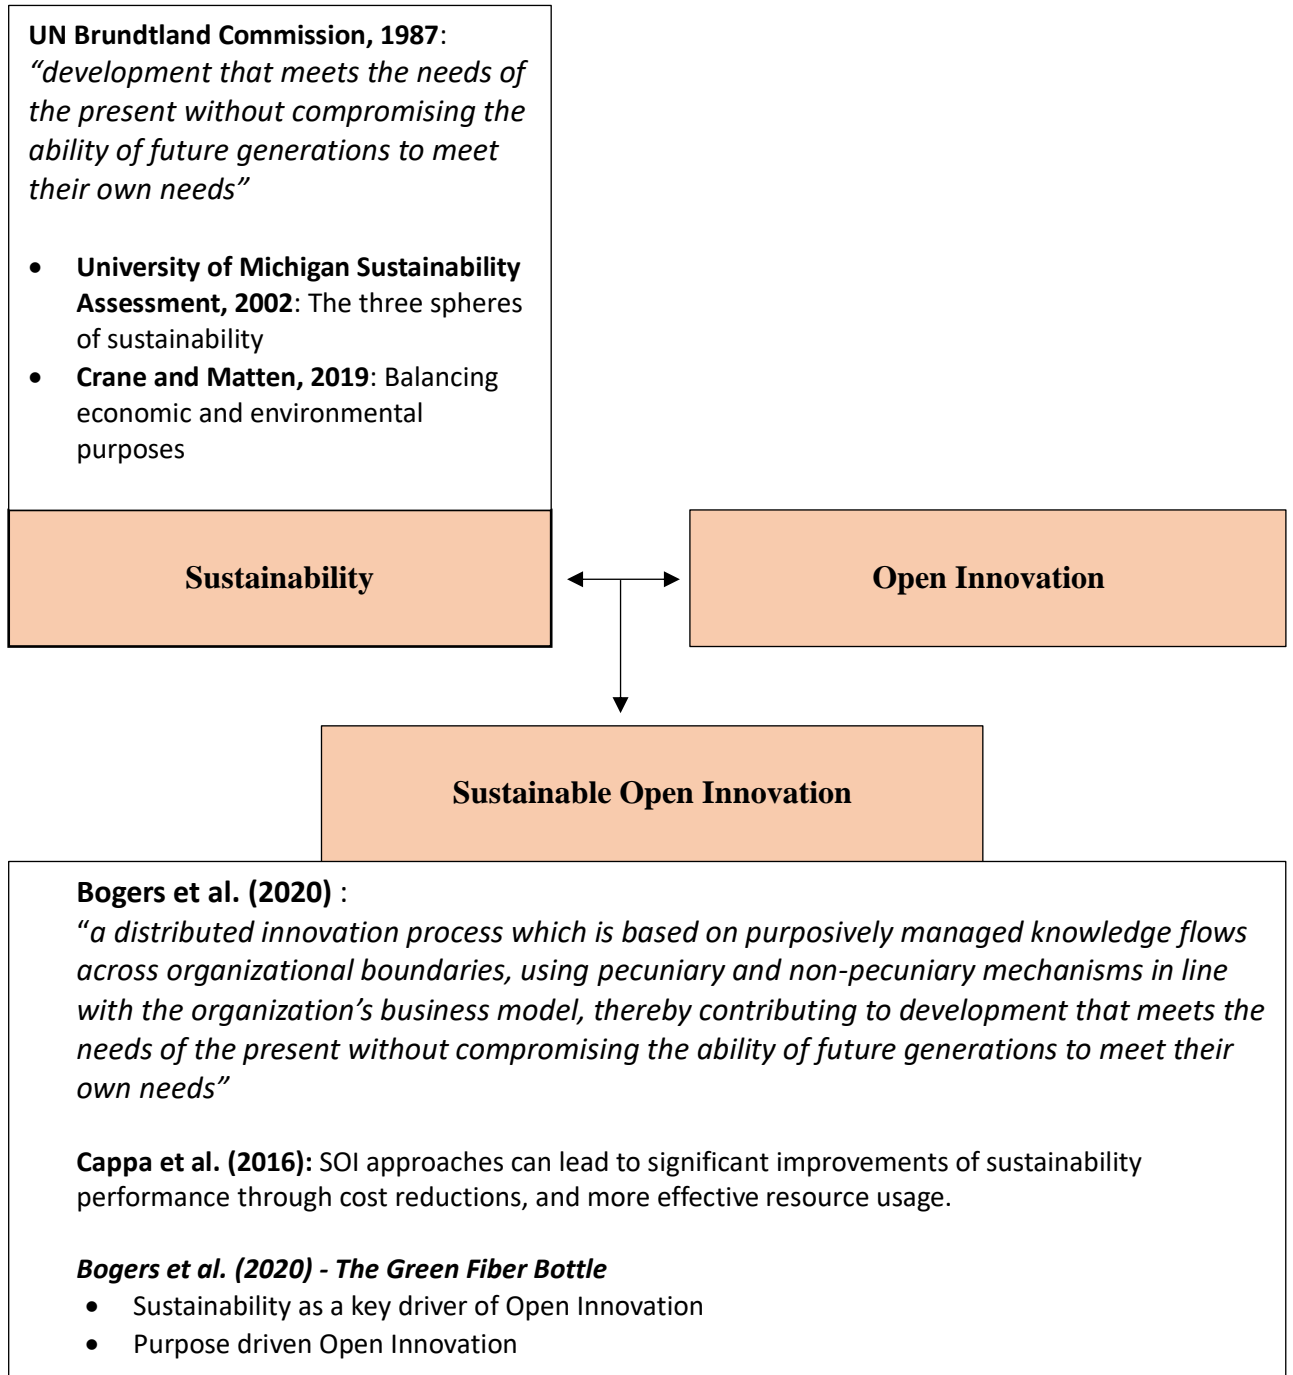 UN Brundtland Commission, 1987:
“development that meets the needs of
the present without compromising the
ability of future generations to meet
their own needs”
• University of Michigan Sustainability
Assessment, 2002: The three spheres
of sustainability
• Crane and Matten, 2019: Balancing
economic and environmental
purposes
Sustainability
Open Innovation
Sustainable Open Innovation
Bogers et al. (2020) :
“a distributed innovation process which is based on purposively managed knowledge flows
across organizational boundaries, using pecuniary and non-pecuniary mechanisms in line
with the organization’s business model, thereby contributing to development that meets the
needs of the present without compromising the ability of future generations to meet their
own needs”
Cappa et al. (2016): SOI approaches can lead to significant improvements of sustainability
performance through cost reductions, and more effective resource usage.
Bogers et al. (2020) - The Green Fiber Bottle
• Sustainability as a key driver of Open Innovation
• Purpose driven Open Innovation